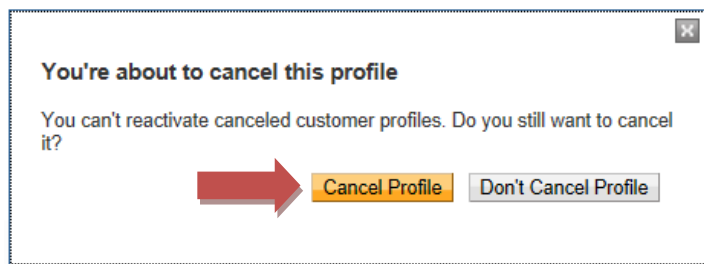 You're about to cancel this profile
You can't reactivate canceled customer profiles. Do you still want to cancel
it?
Cancel Profile Don't Cancel Profile